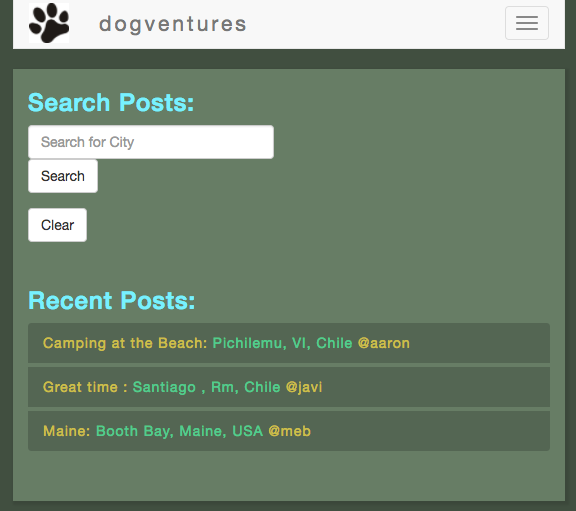 dogventures
Search Posts:
Search for City
Search
Clear
Recent Posts:
Camping at the Beach: Pichilemu, VI, Chile @aaron
Great time : Santiago , Rm, Chile @javi
Maine: Booth Bay, Maine, USA @meb